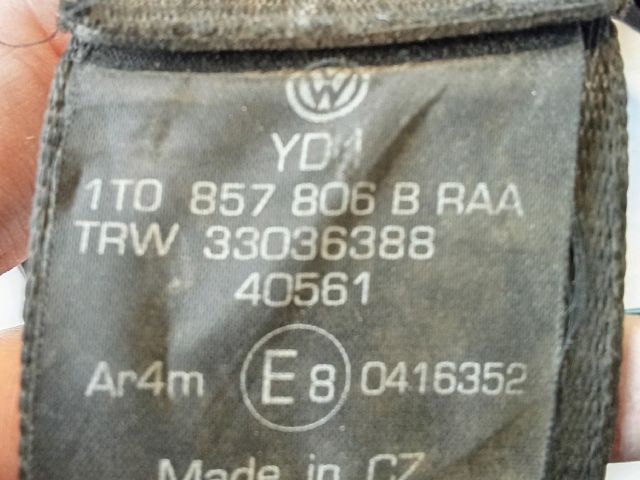 1T0 857 806 B RAA
TRW 33036388
40561
Ar4m E8 0416352
Made in CZ